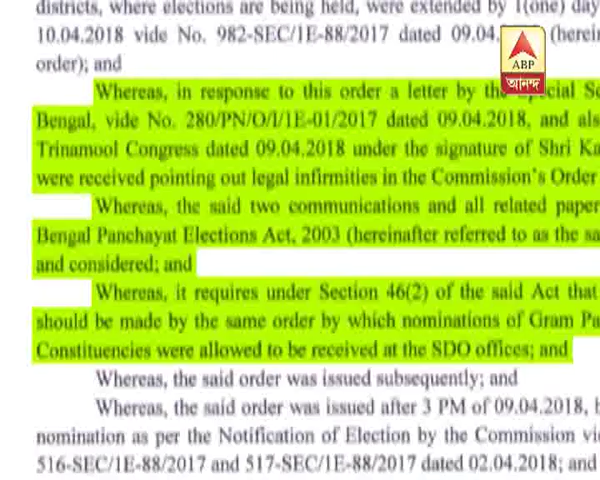 districts, where elections are being held, were extended by 1(one) day
10.04.2018 vide No. 982-SEC/1E-88/2017 dated 09.04. (herein
order); and
ABP
আনন্দ
Whereas, in response to this order a letter by the Special Se
Bengal, vide No. 280/PN/O/I/1E-01/2017 dated 09.04.2018, and als
Trinamool Congress dated 09.04.2018 under the signature of Shri Ka
were received pointing out legal infirmities in the Commission's Order
Whereas, the said two communications and all related paper
Bengal Panchayat Elections Act, 2003 (hereinafter referred to as the sa
and considered; and
Whereas, it requires under Section 46(2) of the said Act that
should be made by the same order by which nominations of Gram Pa
Constituencies were allowed to be received at the SDO offices; and
Whereas, the said order was issued subsequently; and
Whereas, the said order was issued after 3 PM of 09.04.2018, b
nomination as per the Notification of Election by the Commission vi
516-SEC/1E-88/2017 and 517-SEC/1E-88/2017 dated 02.04.2018; and